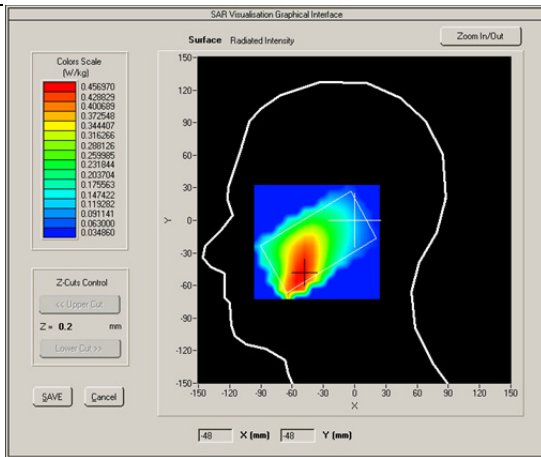 SAR Visualisation Graphical Interface
Surface Radiated Intensity
Zoom In/Out
Colors Scale
(W/kg)
0.456970
0.428829
0.400689
0.372548
0.344407
0.316266
0.288126
0.259985
0.231844
0.203704
0.175563
0.147422
0.119282
0.091141
0.063000
0.034860
Z-Cuts Control
<< Upper Cut
Z = 0.2 mm
Lower Cut >>
SAVE Cancel
150-
120-
90-
60-
30-
0-
-30-
-60-
-90-
-120-
-150-
Y
-150 -120 -90 -60 -30 0 30 60 90 120 150
X
-48 X (mm) -48 Y (mm)